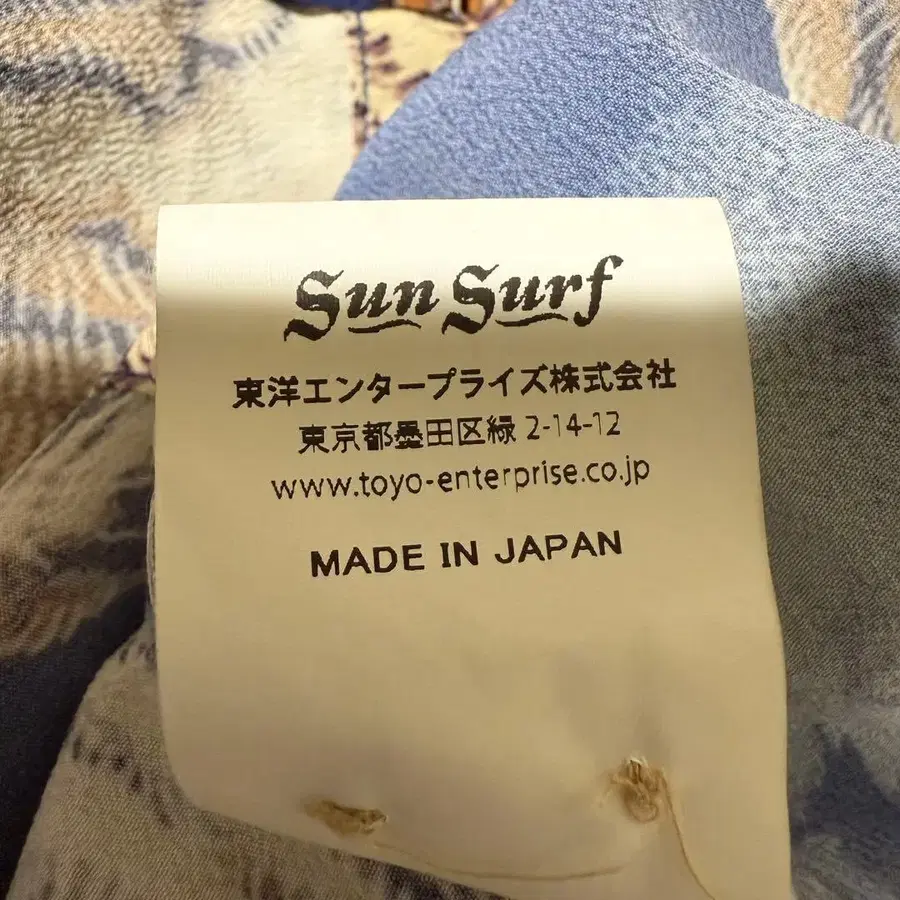 Sun Surf
東洋エンタープライズ株式会社
東京都墨田区緑 2-14-12
www.toyo-enterprise.co.jp
MADE IN JAPAN